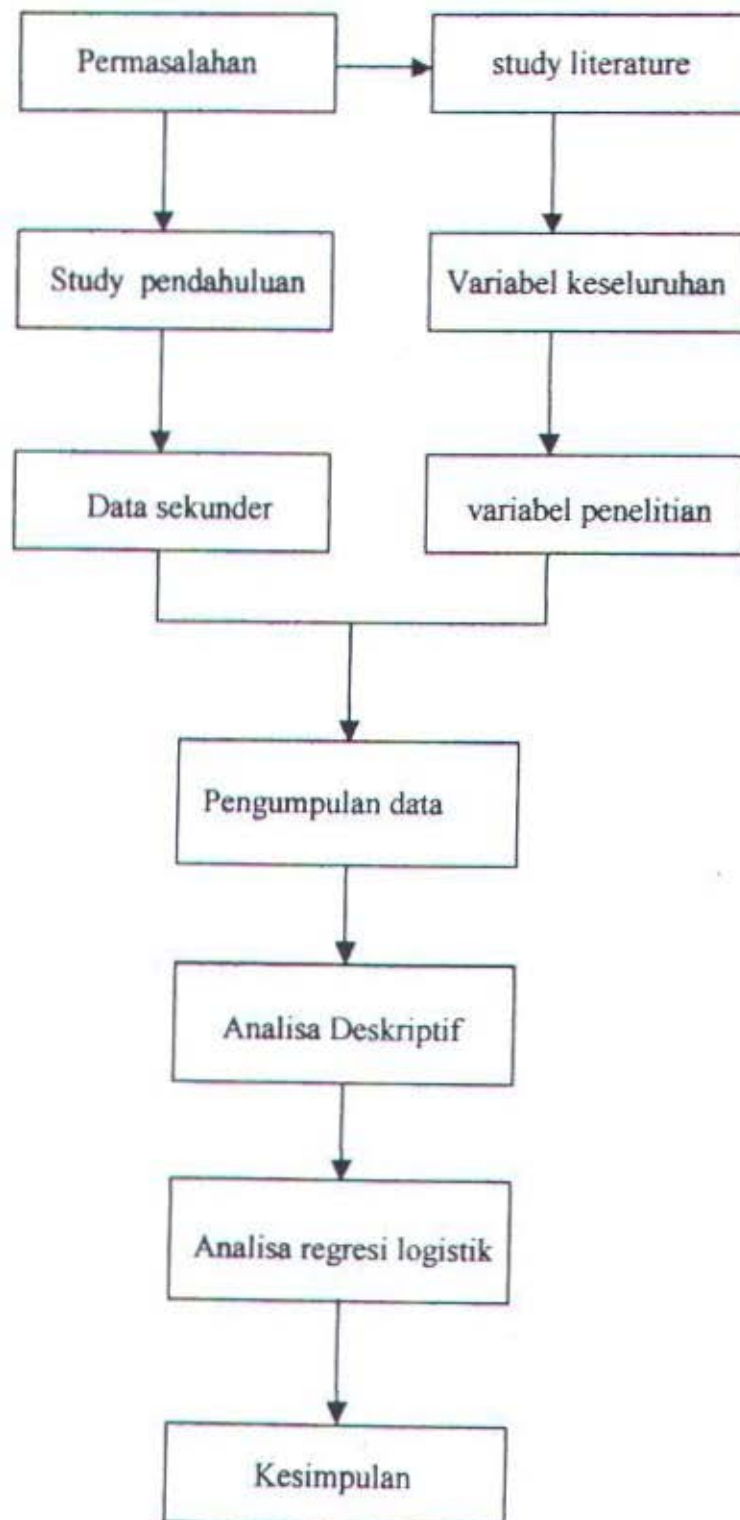 Permasalahan
study literature
Study pendahuluan
Variabel keseluruhan
Data sekunder
variabel penelitian
Pengumpulan data
Analisa Deskriptif
Analisa regresi logistik
Kesimpulan